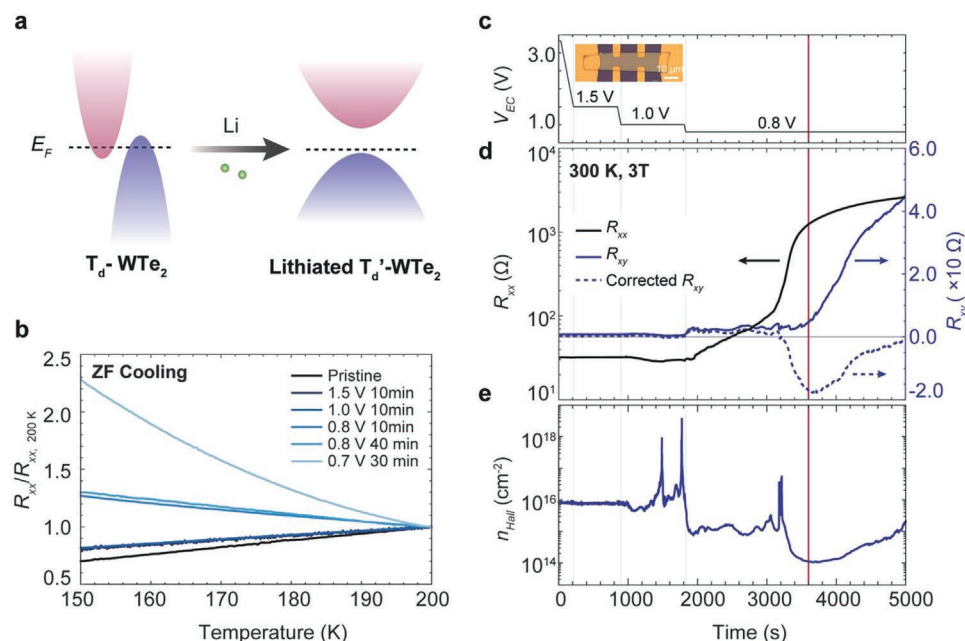 a
E_F
Li
T_d- WTe_2
Lithiated T_d'-WTe_2
b
ZF Cooling
Pristine
1.5 V 10min
1.0 V 10min
0.8 V 10min
0.8 V 40 min
0.7 V 30 min
R_xx/R_xx, 200 K
2.5
2.0
1.5
1.0
0.5
150 160 170 180 190 200
Temperature (K)
c
V_EC (V)
3.0
1.0
10 μm
1.5 V
1.0 V
0.8 V
d
300 K, 3T
R_xx
R_xy
Corrected R_xy
R_xx (Ω)
10^4
10^3
10^2
10^1
6.0
4.0
2.0
0.0
-2.0
R_xy (×10 Ω)
e
n_Hall (cm^-2)
10^18
10^16
10^14
0 1000 2000 3000 4000 5000
Time (s)